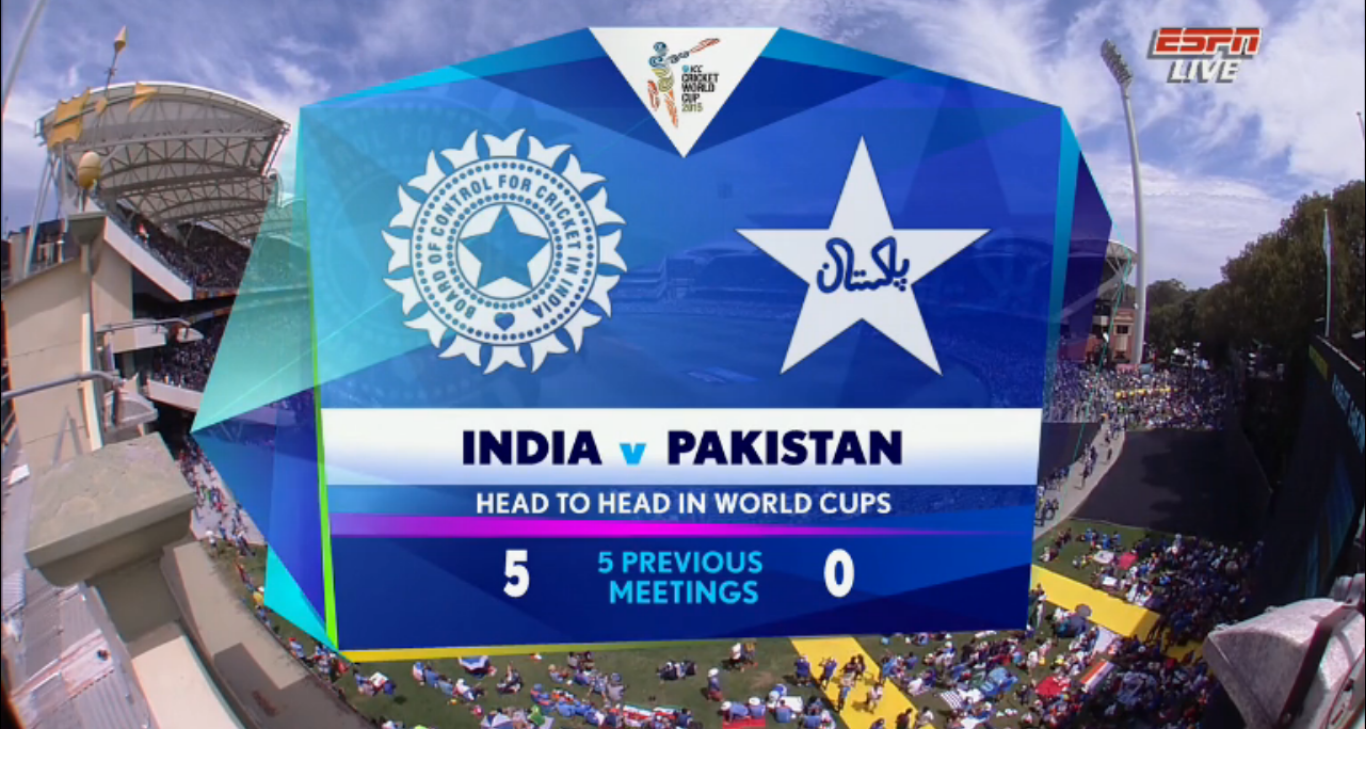 ICC
CRICKET
WORLD
CUP
2015
ESPN
LIVE
BOARD OF CONTROL FOR CRICKET IN INDIA
پاکستان
INDIA v PAKISTAN
HEAD TO HEAD IN WORLD CUPS
5 5 PREVIOUS 0
MEETINGS